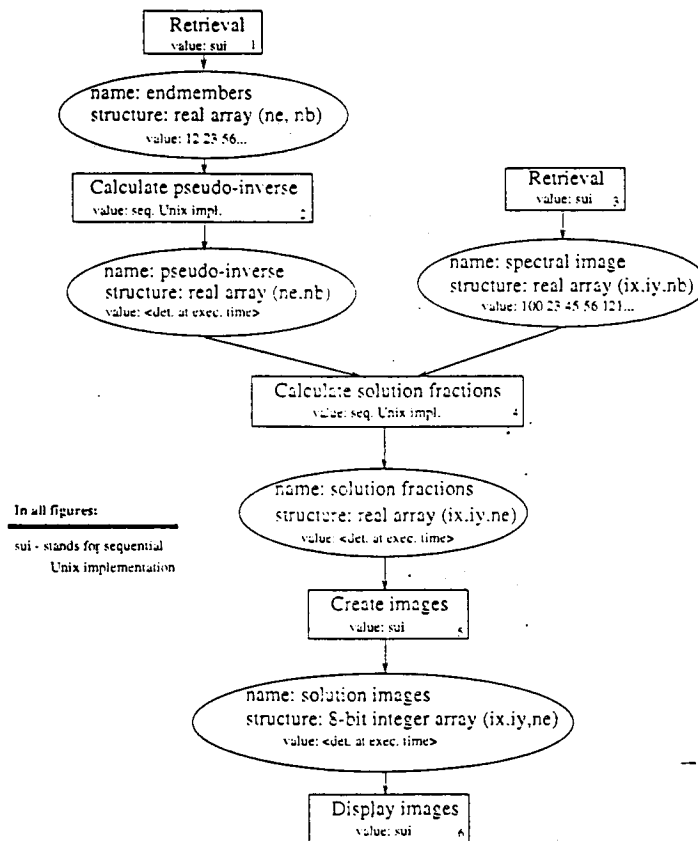 Retrieval
value: sui 1
name: endmembers
structure: real array (ne, nb)
value: 12 23 56...
Calculate pseudo-inverse
value: seq. Unix impl. 2
Retrieval
value: sui 3
name: pseudo-inverse
structure: real array (ne.nb)
value: <det. at exec. time>
name: spectral image
structure: real array (ix.iy.nb)
value: 100 23 45 56 121...
Calculate solution fractions
value: seq. Unix impl. 4
name: solution fractions
structure: real array (ix.iy.ne)
value: <det. at exec. time>
In all figures:
sui - stands for sequential
Unix implementation
Create images
value: sui 5
name: solution images
structure: 8-bit integer array (ix.iy,ne)
value: <det. at exec. time>
Display images
value: sui 6